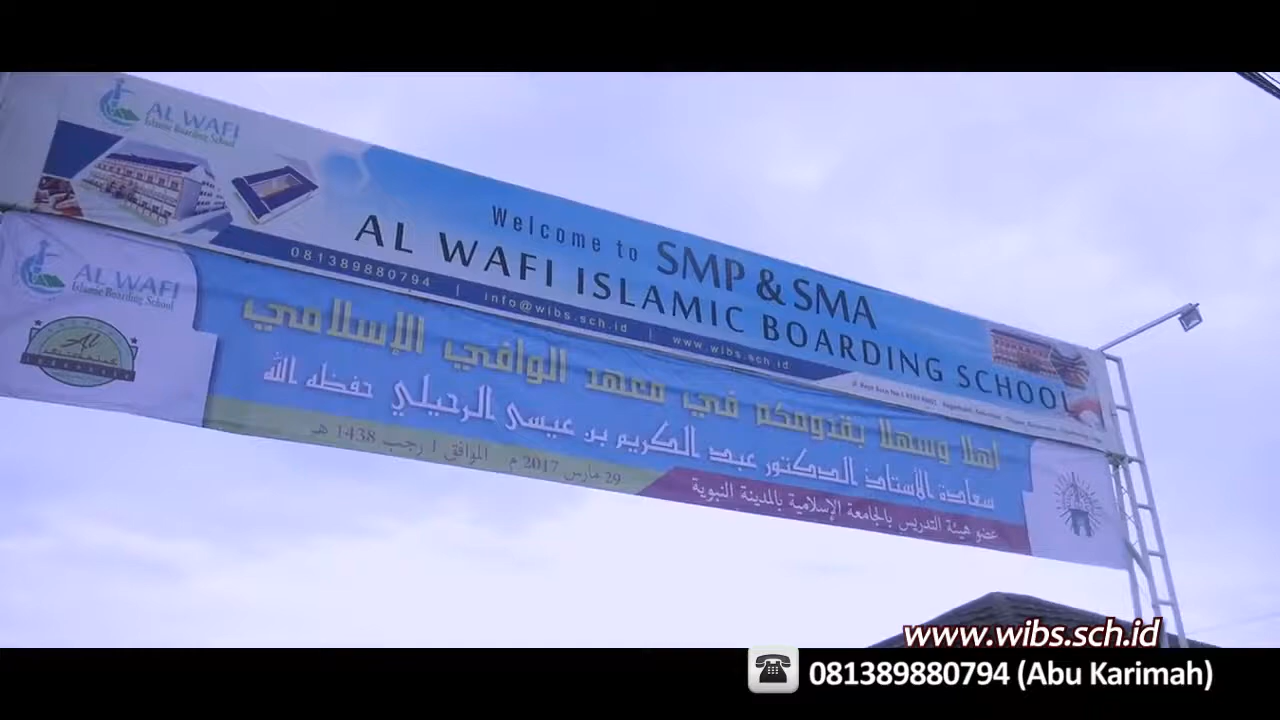 AL WAFI
Islamic Boarding School
Welcome to SMP & SMA
AL WAFI ISLAMIC BOARDING SCHOOL
081389880794 | info@wibs.sch.id | www.wibs.sch.id
AL WAFI
Islamic Boarding School
Al
اهلا وسهلا بقدومكم في معهد الوافي الإسلامي
سعادة الأستاذ الدكتور عبد الكريم بن عيسى الرحيلي حفظه الله
عضو هيئة التدريس بالجامعة الإسلامية بالمدينة النبوية
29 مارس 2017 م الموافق ١ رجب 1438 هـ
www.wibs.sch.id
081389880794 (Abu Karimah)